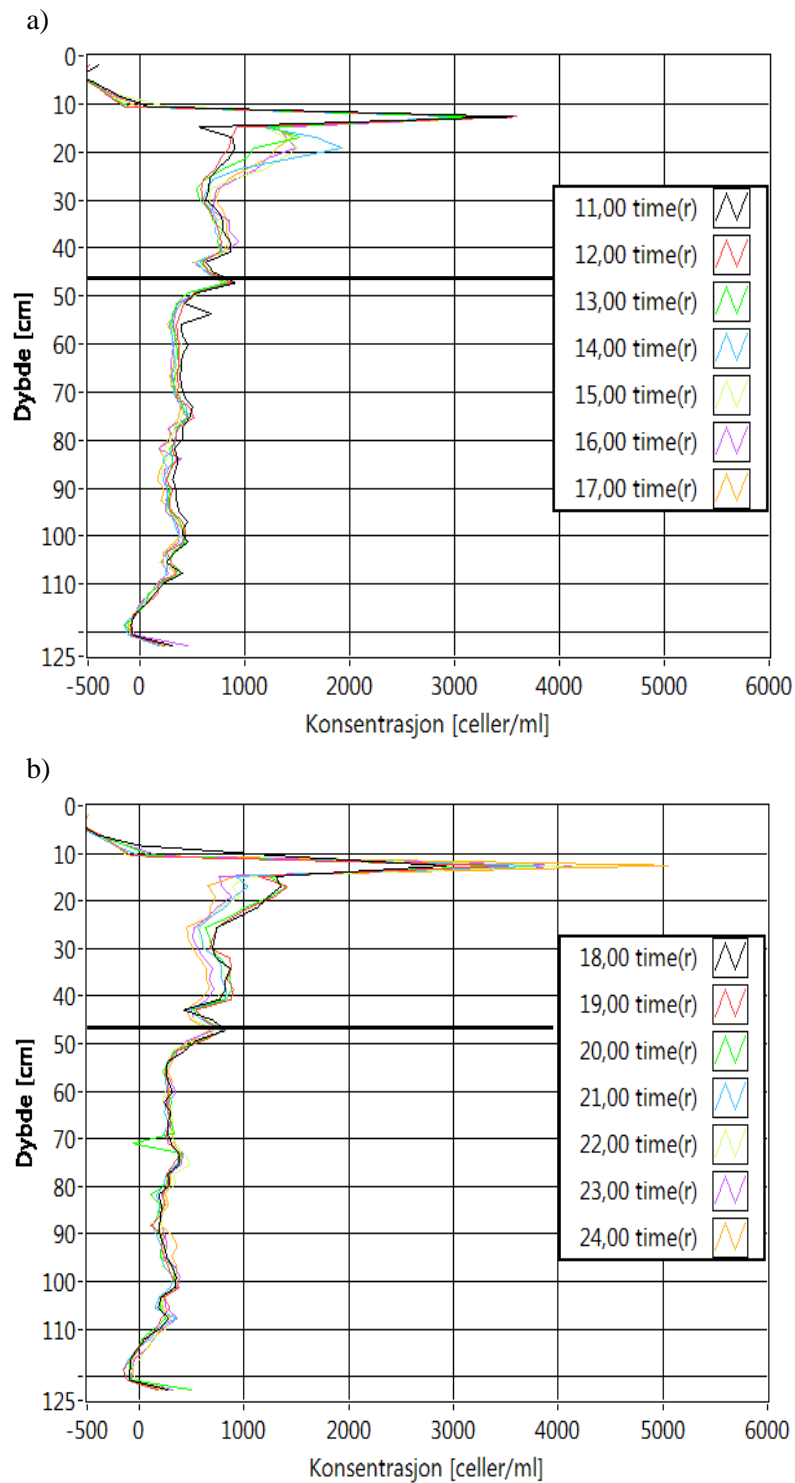 a)
0
10
20
30
40
50
60
70
80
90
100
110
125
Dybde [cm]
11,00 time(r)
12,00 time(r)
13,00 time(r)
14,00 time(r)
15,00 time(r)
16,00 time(r)
17,00 time(r)
-500 0 1000 2000 3000 4000 5000 6000
Konsentrasjon [celler/ml]
b)
0
10
20
30
40
50
60
70
80
90
100
110
125
Dybde [cm]
18,00 time(r)
19,00 time(r)
20,00 time(r)
21,00 time(r)
22,00 time(r)
23,00 time(r)
24,00 time(r)
-500 0 1000 2000 3000 4000 5000 6000
Konsentrasjon [celler/ml]